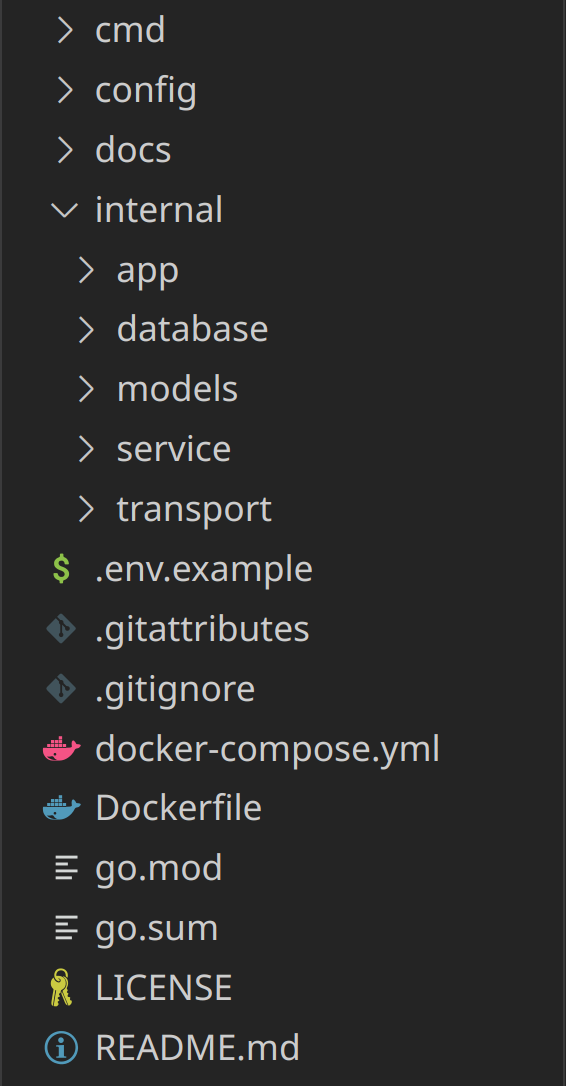 cmd
config
docs
internal
app
database
models
service
transport
.env.example
.gitattributes
.gitignore
docker-compose.yml
Dockerfile
go.mod
go.sum
LICENSE
README.md